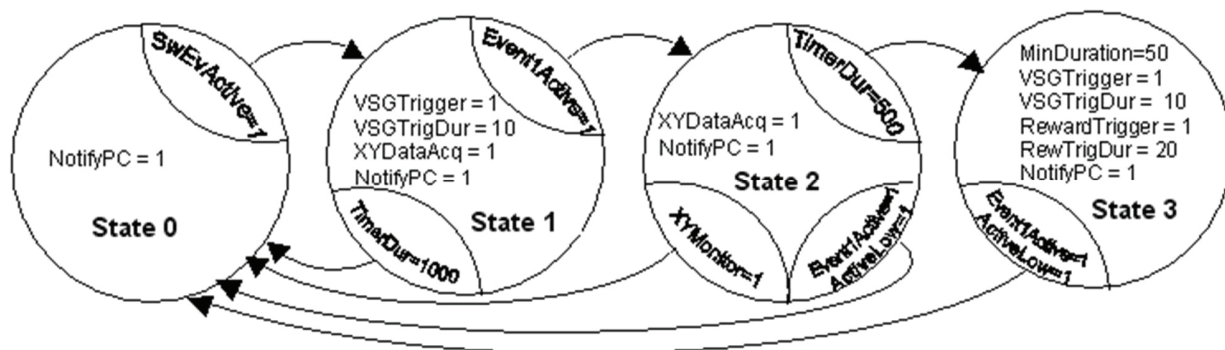 SwEvActive=1
NotifyPC = 1
State 0
Event1Active=1
VSGTrigger = 1
VSGTrigDur = 10
XYDataAcq = 1
NotifyPC = 1
State 1
TimerDur=1000
TimerDur=500
XYDataAcq = 1
NotifyPC = 1
State 2
XYMonitor=1
Event1Active=1
ActiveLow=1
MinDuration=50
VSGTrigger = 1
VSGTrigDur = 10
RewardTrigger = 1
RewTrigDur = 20
NotifyPC = 1
State 3
Event1Active=1
ActiveLow=1